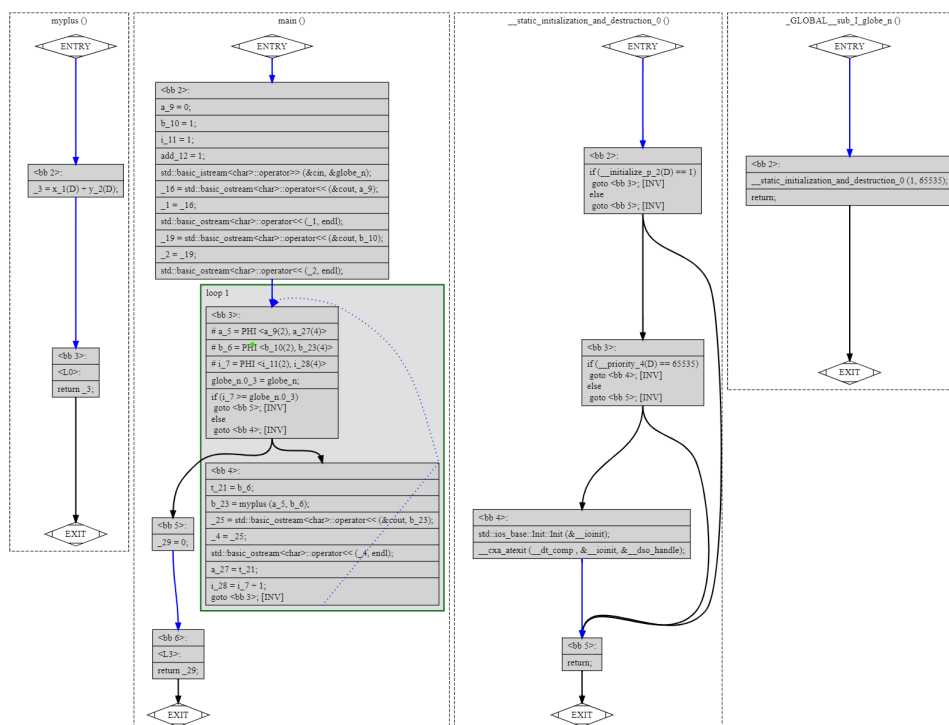 myplus ()
ENTRY
<bb 2>:
_3 = x_1(D) + y_2(D);
<bb 3>:
<L0>:
return _3;
EXIT
main ()
ENTRY
<bb 2>:
a_9 = 0;
b_10 = 1;
i_11 = 1;
add_12 = 1;
std::basic_istream<char>::operator>> (&cin, &globe_n);
_16 = std::basic_ostream<char>::operator<< (&cout, a_9);
_1 = _16;
std::basic_ostream<char>::operator<< (_1, endl);
_19 = std::basic_ostream<char>::operator<< (&cout, b_10);
_2 = _19;
std::basic_ostream<char>::operator<< (_2, endl);
loop 1
<bb 3>:
# a_5 = PHI <a_9(2), a_27(4)>
# b_6 = PHI <b_10(2), b_23(4)>
# i_7 = PHI <i_11(2), i_28(4)>
globe_n.0_3 = globe_n;
if (i_7 >= globe_n.0_3)
goto <bb 5>; [INV]
else
goto <bb 4>; [INV]
<bb 4>:
t_21 = b_6;
b_23 = myplus (a_5, b_6);
_25 = std::basic_ostream<char>::operator<< (&cout, b_23);
_4 = _25;
std::basic_ostream<char>::operator<< (_4, endl);
a_27 = t_21;
i_28 = i_7 + 1;
goto <bb 3>; [INV]
<bb 5>:
_29 = 0;
<bb 6>:
<L3>:
return _29;
EXIT
__static_initialization_and_destruction_0 ()
ENTRY
<bb 2>:
if (__initialize_p_2(D) == 1)
goto <bb 3>; [INV]
else
goto <bb 5>; [INV]
<bb 3>:
if (__priority_4(D) == 65535)
goto <bb 4>; [INV]
else
goto <bb 5>; [INV]
<bb 4>:
std::ios_base::Init::Init (&__ioinit);
__cxa_atexit (__dt_comp , &__ioinit, &__dso_handle);
<bb 5>:
return;
EXIT
_GLOBAL__sub_I_globe_n ()
ENTRY
<bb 2>:
__static_initialization_and_destruction_0 (1, 65535);
return;
EXIT